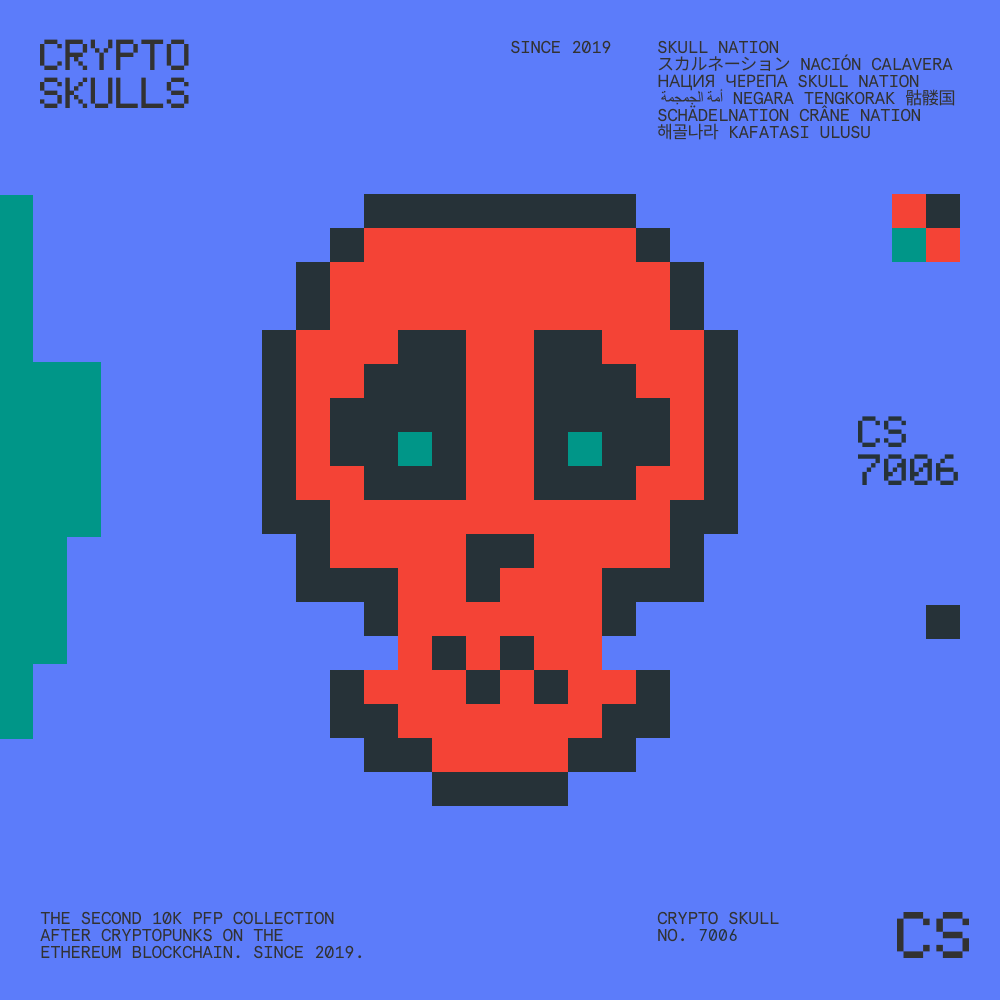 CRYPTO
SKULLS
SINCE 2019
SKULL NATION
スカルネーション NACIÓN CALAVERA
НАЦИЯ ЧЕРЕПА SKULL NATION
أمة الجمجمة NEGARA TENGKORAK 骷髅国
SCHÄDELNATION CRÂNE NATION
해골나라 KAFATASI ULUSU
CS
7006
THE SECOND 10K PFP COLLECTION
AFTER CRYPTOPUNKS ON THE
ETHEREUM BLOCKCHAIN. SINCE 2019.
CRYPTO SKULL
NO. 7006
CS